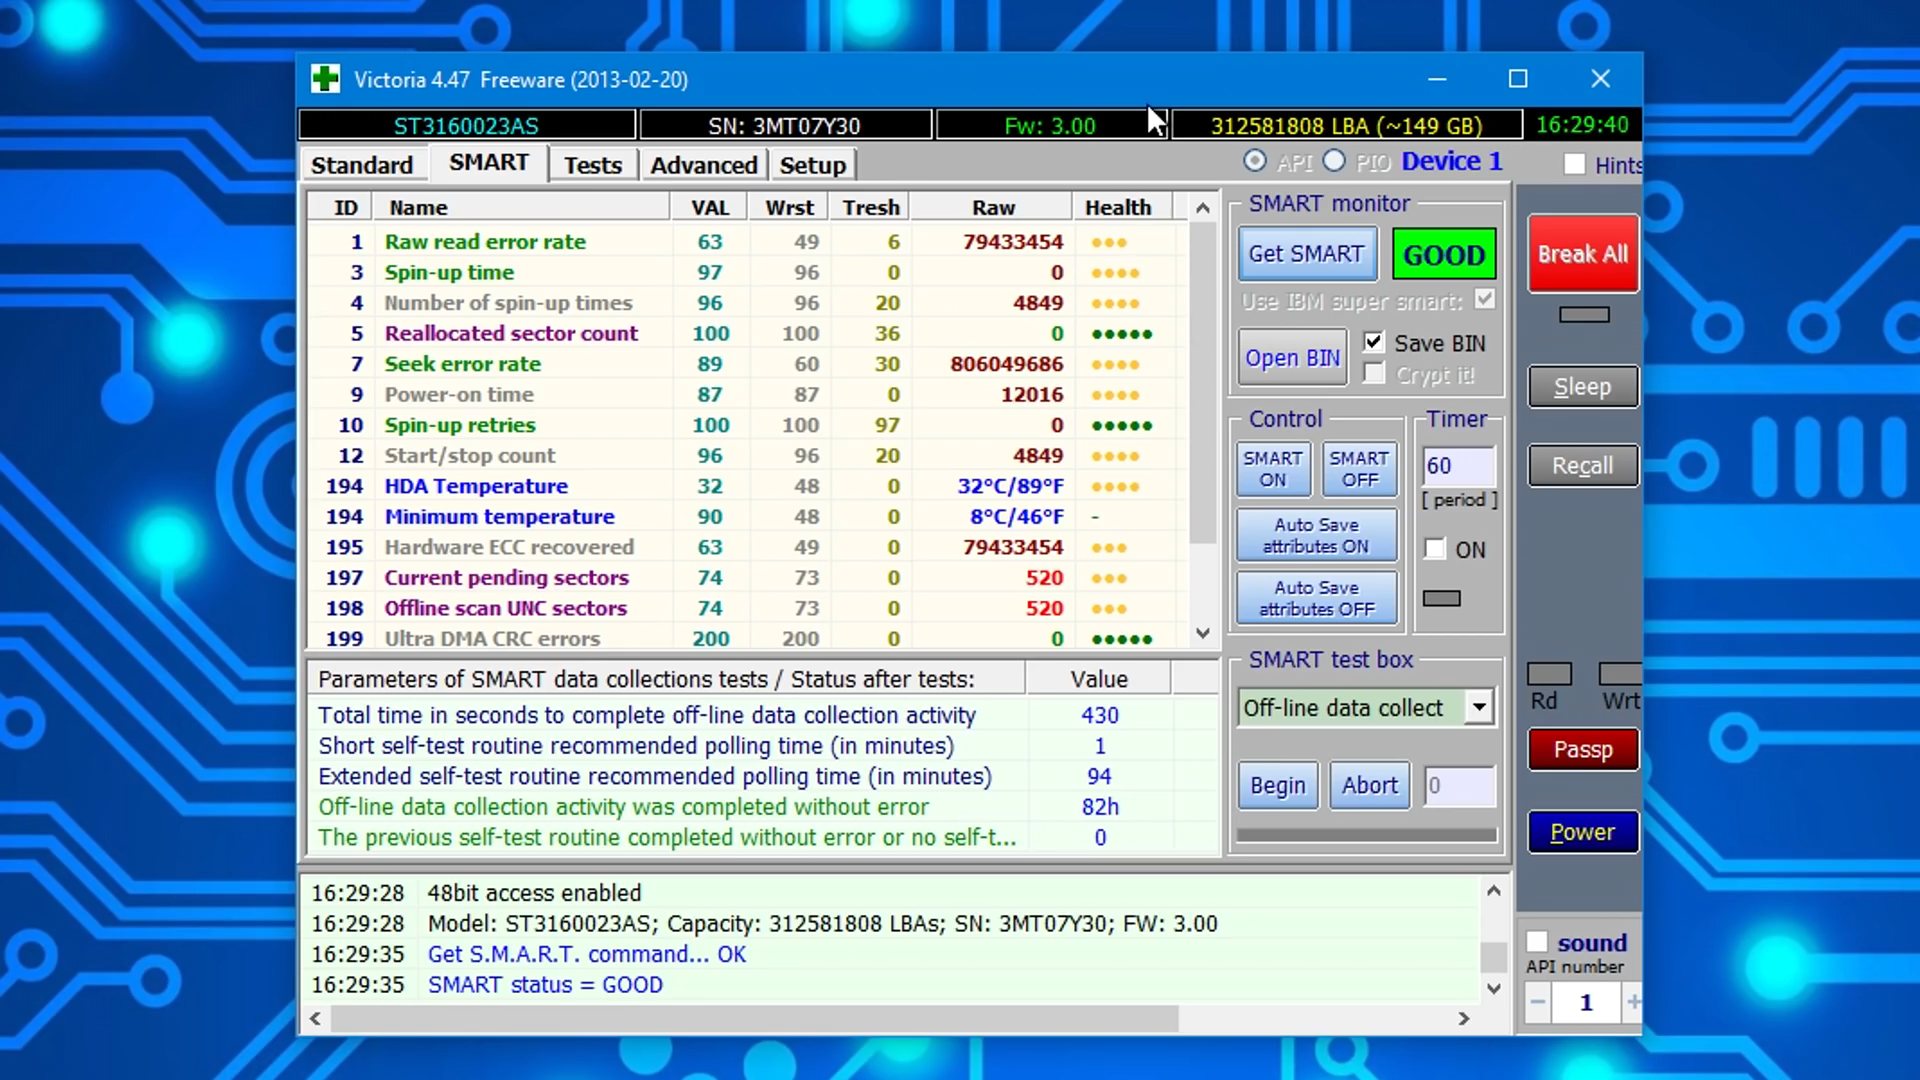 Victoria 4.47 Freeware (2013-02-20)
ST3160023AS SN: 3MT07Y30 Fw: 3.00 312581808 LBA (~149 GB) 16:29:40
Standard SMART Tests Advanced Setup API PIO Device 1 Hints
ID Name VAL Wrst Tresh Raw Health
1 Raw read error rate 63 49 6 79433454
3 Spin-up time 97 96 0 0
4 Number of spin-up times 96 96 20 4849
5 Reallocated sector count 100 100 36 0
7 Seek error rate 89 60 30 806049686
9 Power-on time 87 87 0 12016
10 Spin-up retries 100 100 97 0
12 Start/stop count 96 96 20 4849
194 HDA Temperature 32 48 0 32°C/89°F
194 Minimum temperature 90 48 0 8°C/46°F -
195 Hardware ECC recovered 63 49 0 79433454
197 Current pending sectors 74 73 0 520
198 Offline scan UNC sectors 74 73 0 520
199 Ultra DMA CRC errors 200 200 0 0
Parameters of SMART data collections tests / Status after tests: Value
Total time in seconds to complete off-line data collection activity 430
Short self-test routine recommended polling time (in minutes) 1
Extended self-test routine recommended polling time (in minutes) 94
Off-line data collection activity was completed without error 82h
The previous self-test routine completed without error or no self-t... 0
SMART monitor
Get SMART GOOD
Use IBM super smart:
Open BIN Save BIN
Crypt it!
Control Timer
SMART ON SMART OFF 60
[ period ]
Auto Save
attributes ON
ON
Auto Save
attributes OFF
SMART test box
Off-line data collect
Begin Abort 0
Break All
Sleep
Recall
Rd Wrt
Passp
Power
sound
API number
- 1 +
16:29:28 48bit access enabled
16:29:28 Model: ST3160023AS; Capacity: 312581808 LBAs; SN: 3MT07Y30; FW: 3.00
16:29:35 Get S.M.A.R.T. command... OK
16:29:35 SMART status = GOOD